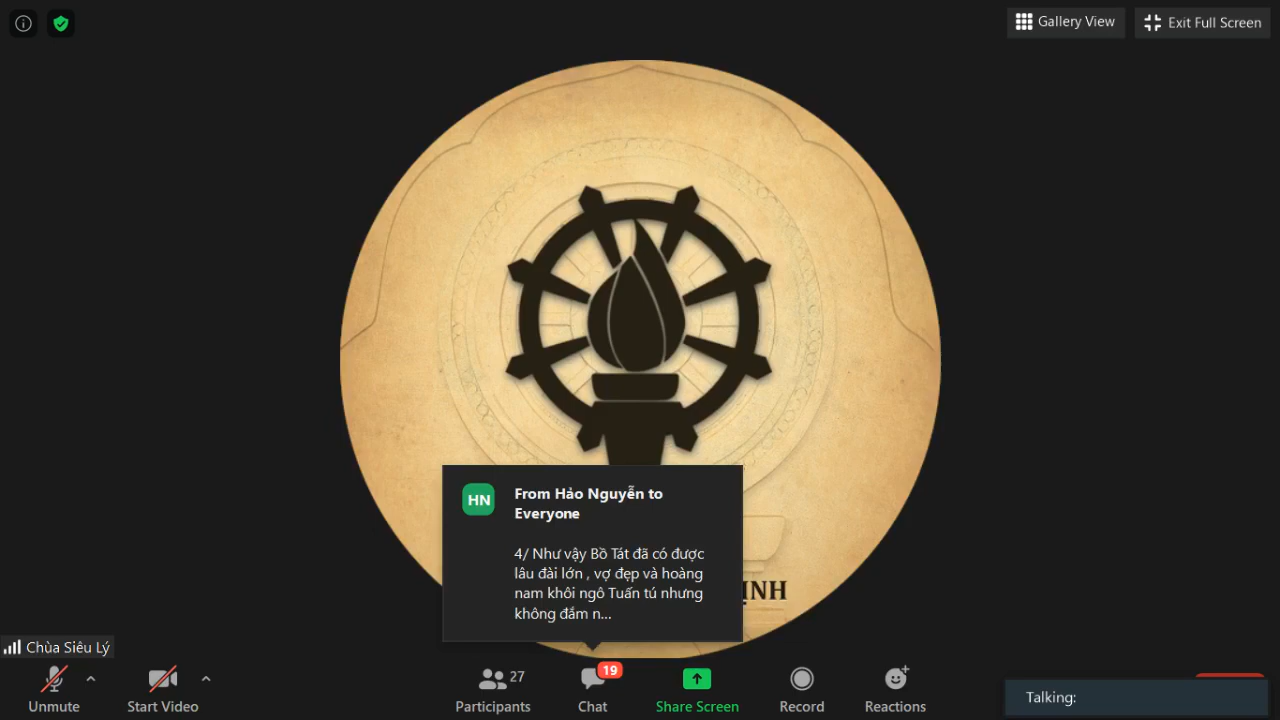 Gallery View
Exit Full Screen
HN
From Hảo Nguyễn to
Everyone
4/ Như vậy Bồ Tát đã có được
lâu đài lớn , vợ đẹp và hoàng
nam khôi ngô Tuấn tú nhưng
không đắm n...
ỊNH
Chùa Siêu Lý
Unmute
Start Video
27
Participants
19
Chat
Share Screen
Record
Reactions
Talking: